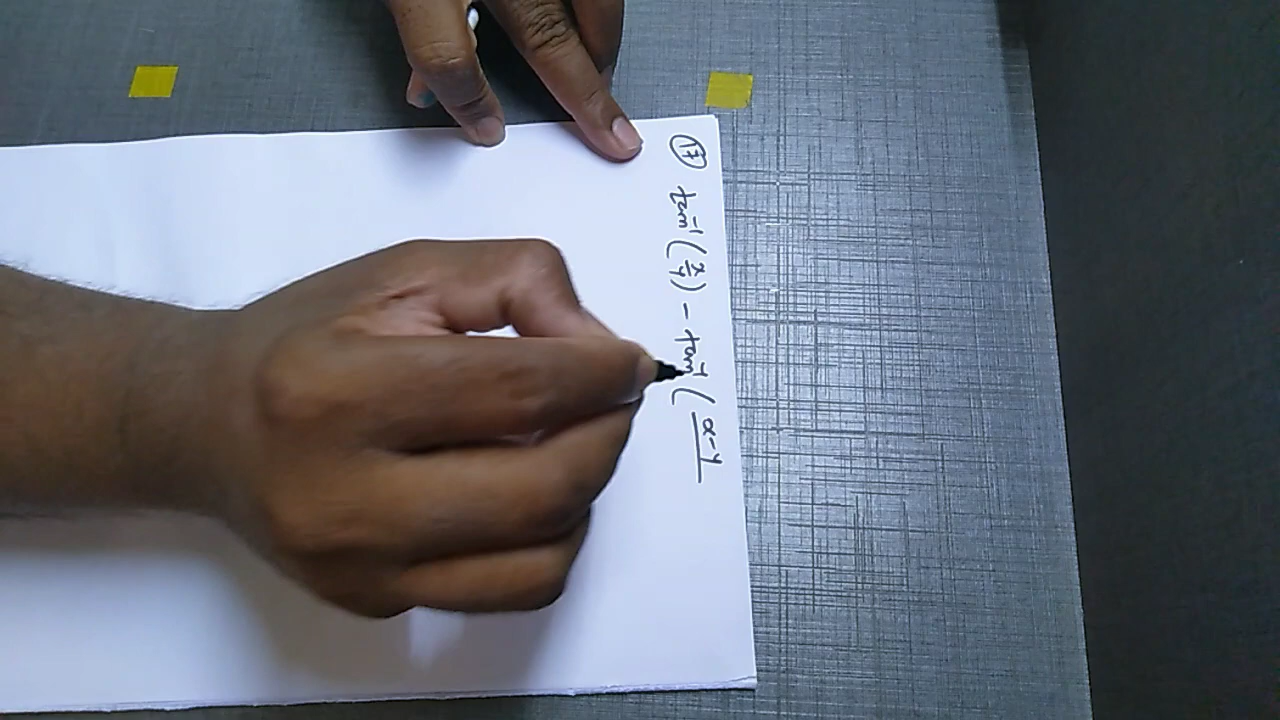 ⑰ tan⁻¹ (x/y) - tan⁻¹ ( x-y